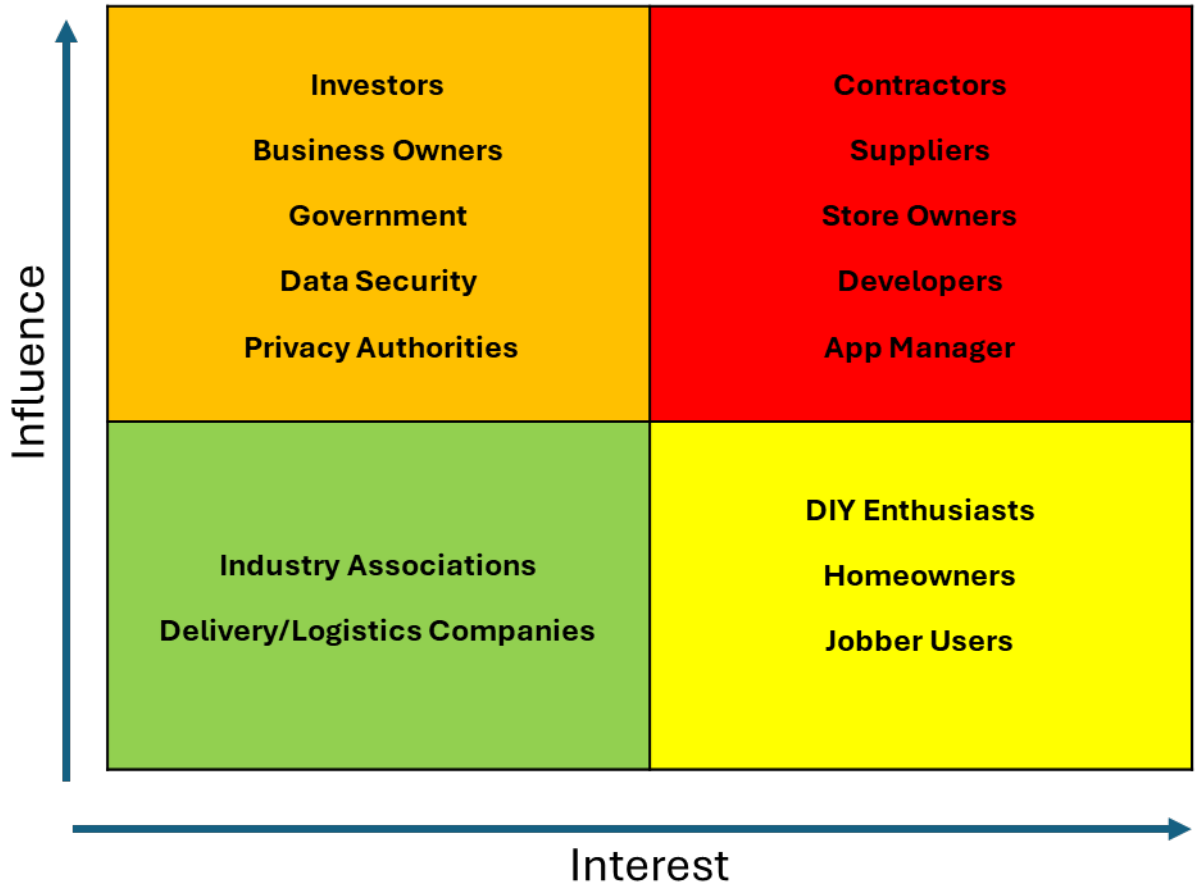 Influence
Investors
Business Owners
Government
Data Security
Privacy Authorities
Contractors
Suppliers
Store Owners
Developers
App Manager
Industry Associations
Delivery/Logistics Companies
DIY Enthusiasts
Homeowners
Jobber Users
Interest